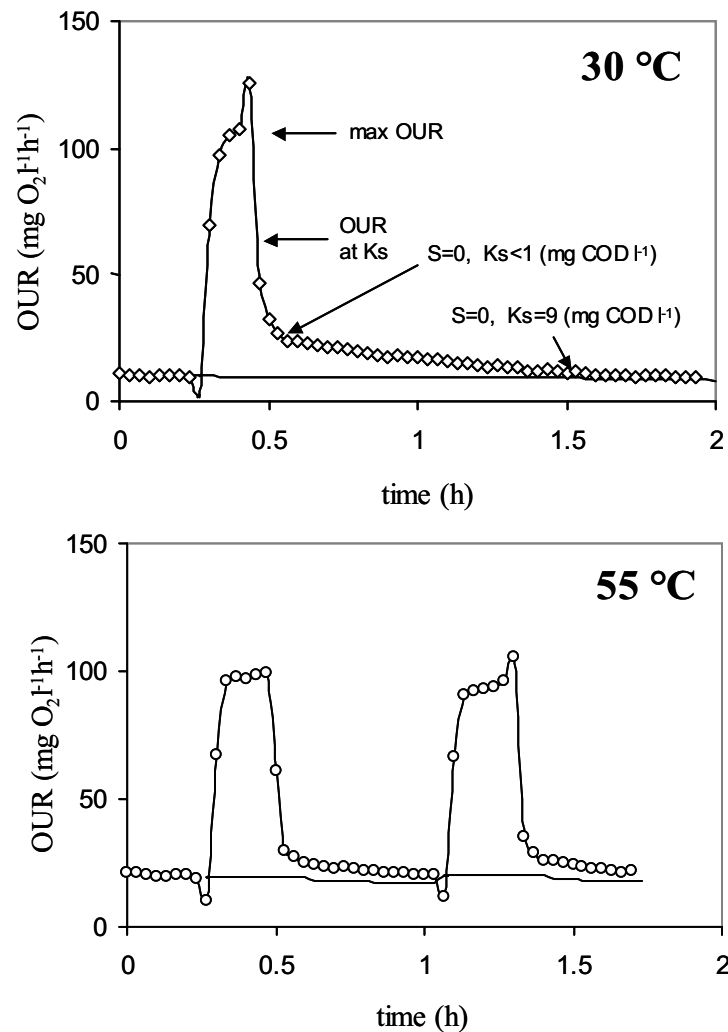 150
30 °C
100
max OUR
OUR
at Ks
S=0, Ks<1 (mg COD l⁻¹)
S=0, Ks=9 (mg COD l⁻¹)
50
0
OUR (mg O₂l⁻¹h⁻¹)
0 0.5 1 1.5 2
time (h)
150
55 °C
100
50
0
OUR (mg O₂l⁻¹h⁻¹)
0 0.5 1 1.5 2
time (h)